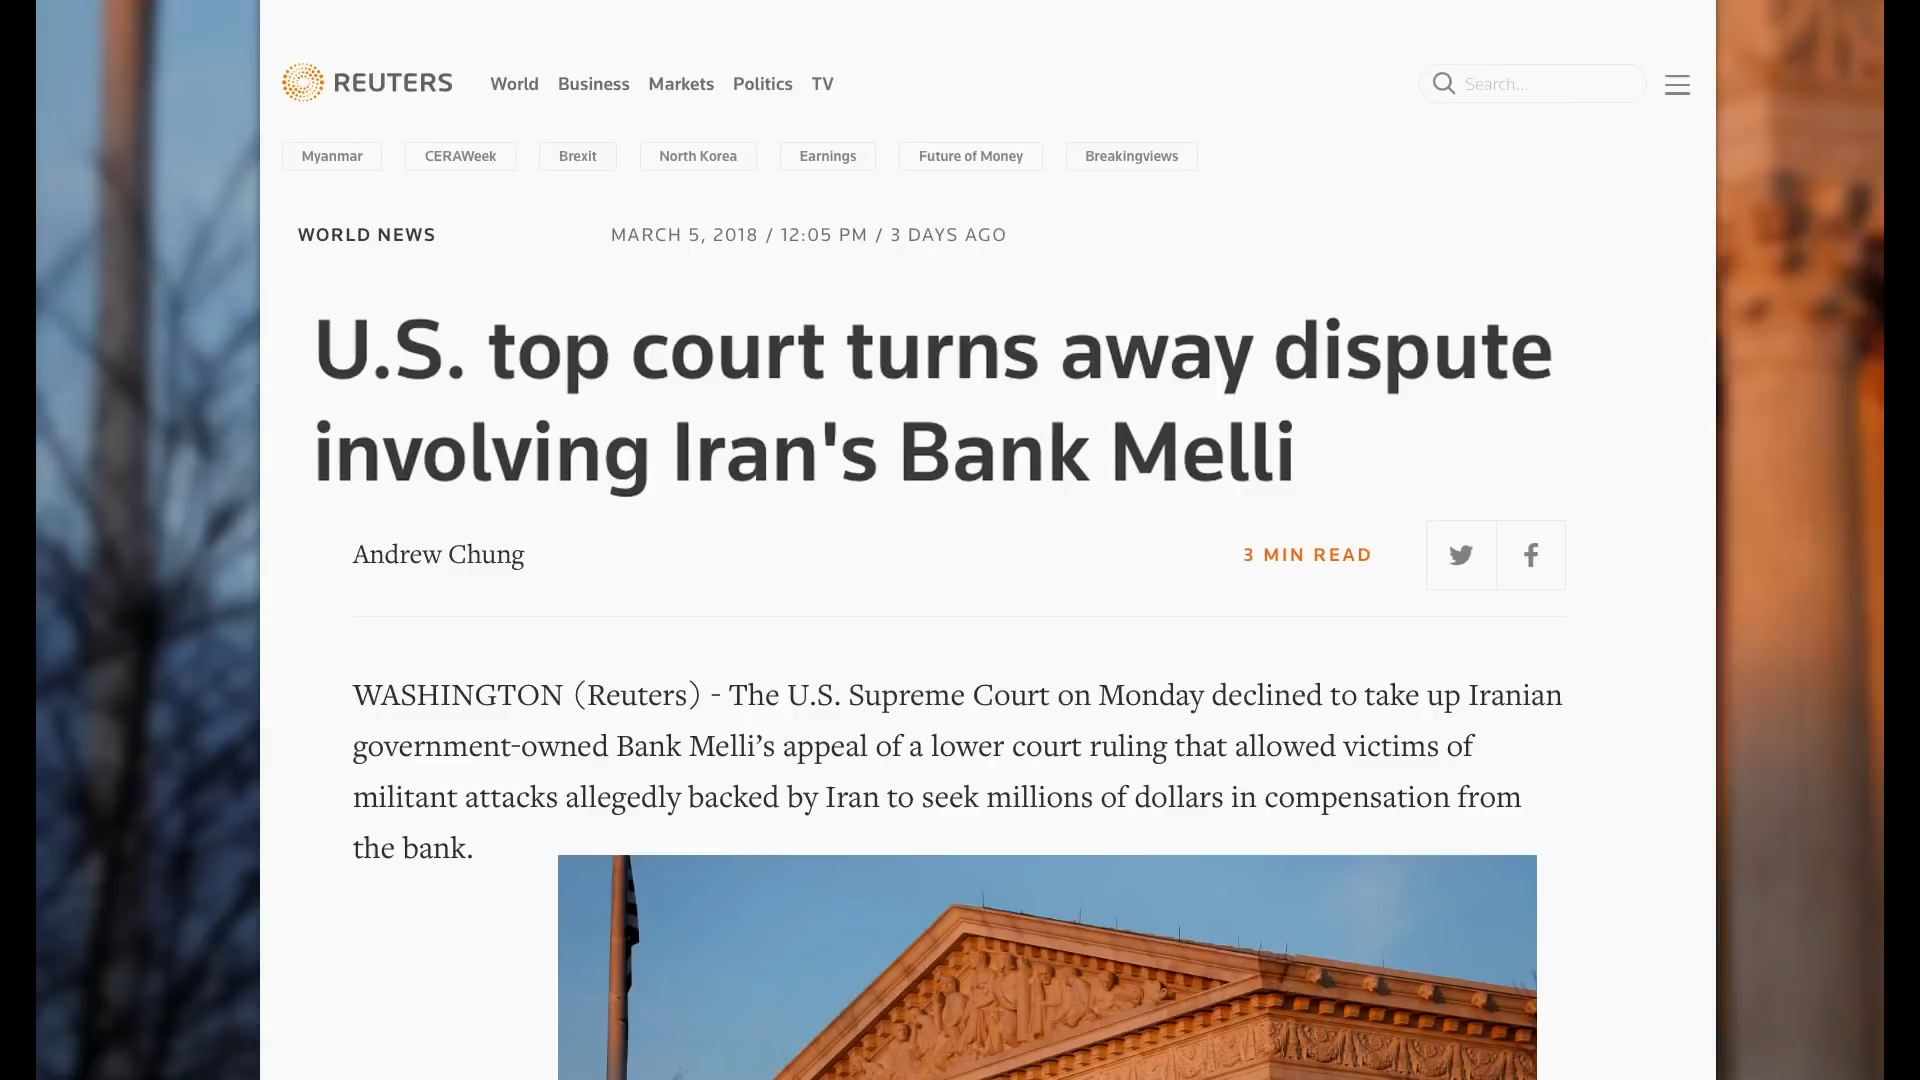 REUTERS World Business Markets Politics TV Search...
Myanmar CERAWeek Brexit North Korea Earnings Future of Money Breakingviews
WORLD NEWS MARCH 5, 2018 / 12:05 PM / 3 DAYS AGO
U.S. top court turns away dispute
involving Iran's Bank Melli
Andrew Chung 3 MIN READ
WASHINGTON (Reuters) - The U.S. Supreme Court on Monday declined to take up Iranian
government-owned Bank Melli’s appeal of a lower court ruling that allowed victims of
militant attacks allegedly backed by Iran to seek millions of dollars in compensation from
the bank.